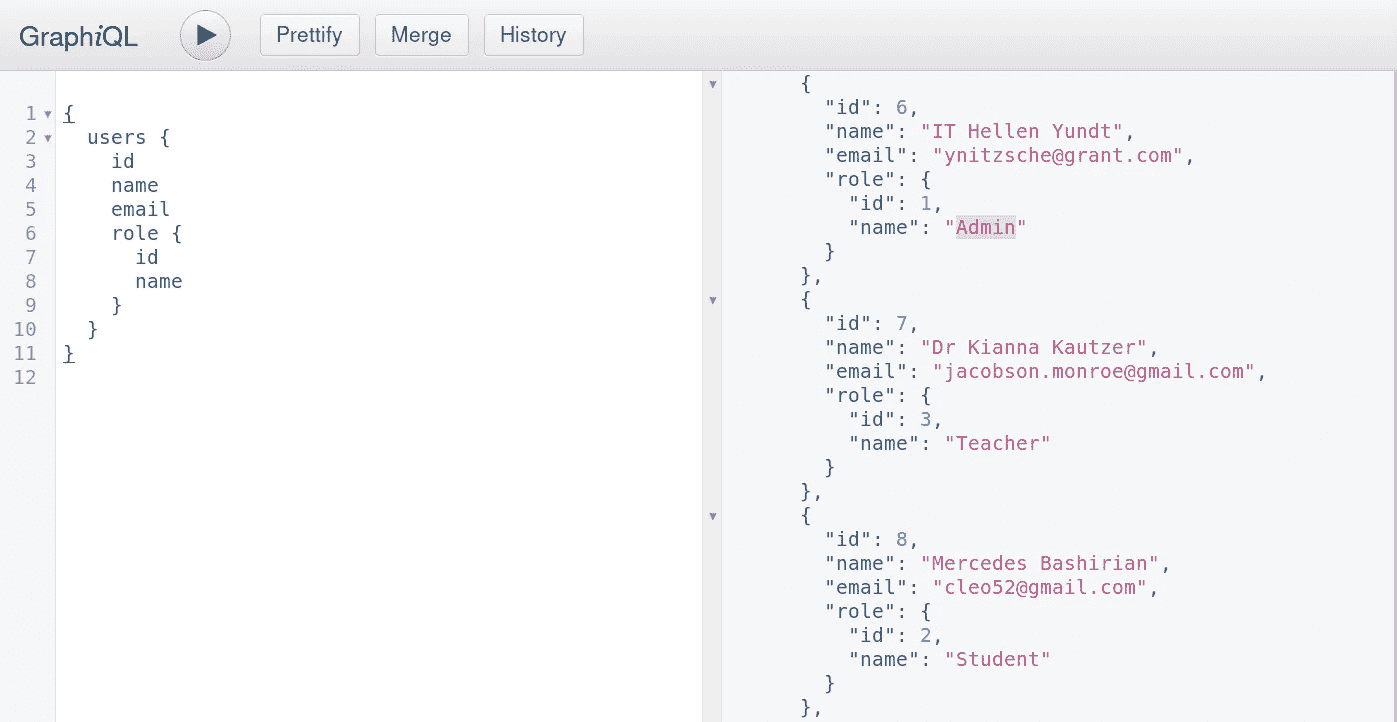 GraphiQL Prettify Merge History
1 {
2 users {
3 id
4 name
5 email
6 role {
7 id
8 name
9 }
10 }
11 }
12
{
"id": 6,
"name": "IT Hellen Yundt",
"email": "ynitzsche@grant.com",
"role": {
"id": 1,
"name": "Admin"
}
},
{
"id": 7,
"name": "Dr Kianna Kautzer",
"email": "jacobson.monroe@gmail.com",
"role": {
"id": 3,
"name": "Teacher"
}
},
{
"id": 8,
"name": "Mercedes Bashirian",
"email": "cleo52@gmail.com",
"role": {
"id": 2,
"name": "Student"
}
},